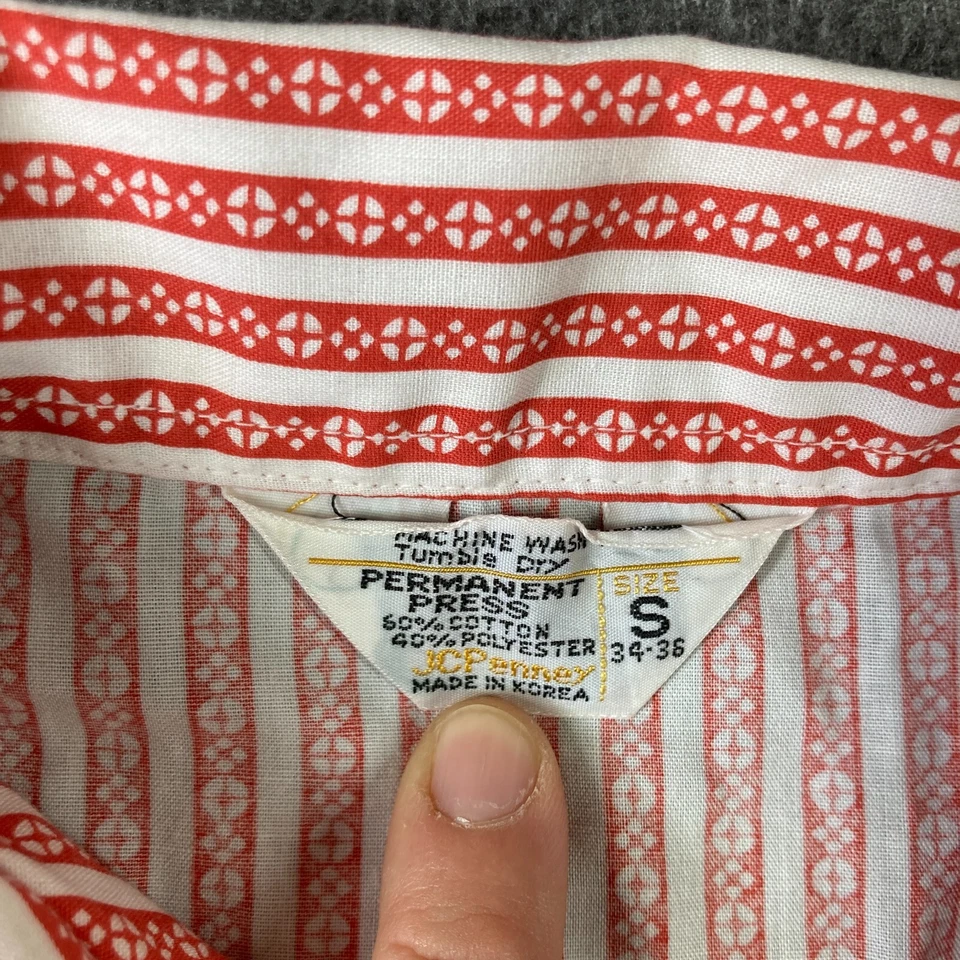 MACHINE WASH
Tumble Dry
PERMANENT
PRESS
60% COTTON
40% POLYESTER
JCPenney
MADE IN KOREA
SIZE
S
34-36